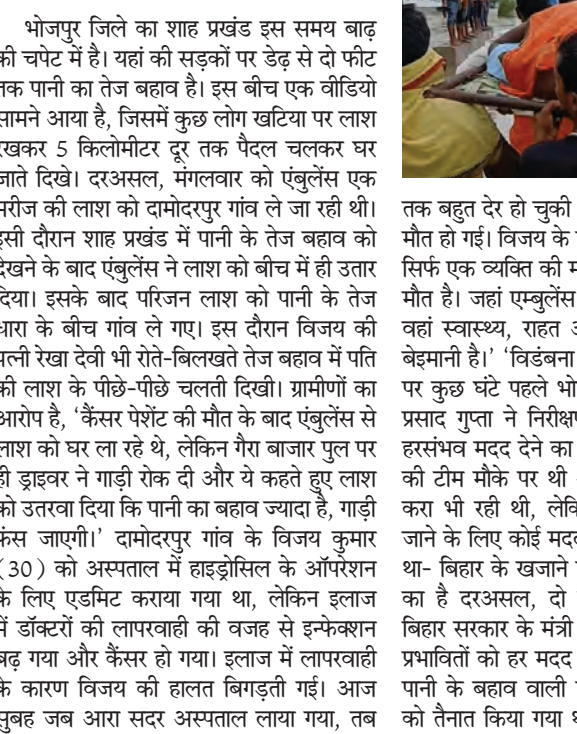 भोजपुर जिले का शाह प्रखंड इस समय बाढ़
की चपेट में है। यहां की सड़कों पर डेढ़ से दो फीट
तक पानी का तेज बहाव है। इस बीच एक वीडियो
सामने आया है, जिसमें कुछ लोग खटिया पर लाश
रखकर 5 किलोमीटर दूर तक पैदल चलकर घर
जाते दिखे। दरअसल, मंगलवार को एंबुलेंस एक
मरीज की लाश को दामोदरपुर गांव ले जा रही थी।
इसी दौरान शाह प्रखंड में पानी के तेज बहाव को
देखने के बाद एंबुलेंस ने लाश को बीच में ही उतार
दिया। इसके बाद परिजन लाश को पानी के तेज
धारा के बीच गांव ले गए। इस दौरान विजय की
पत्नी रेखा देवी भी रोते-बिलखते तेज बहाव में पति
की लाश के पीछे-पीछे चलती दिखी। ग्रामीणों का
आरोप है, ‘कैंसर पेशेंट की मौत के बाद एंबुलेंस से
लाश को घर ला रहे थे, लेकिन गैरा बाजार पुल पर
ही ड्राइवर ने गाड़ी रोक दी और ये कहते हुए लाश
को उतरवा दिया कि पानी का बहाव ज्यादा है, गाड़ी
फंस जाएगी।’ दामोदरपुर गांव के विजय कुमार
(30) को अस्पताल में हाइड्रोसिल के ऑपरेशन
के लिए एडमिट कराया गया था, लेकिन इलाज
में डॉक्टरों की लापरवाही की वजह से इन्फेक्शन
बढ़ गया और कैंसर हो गया। इलाज में लापरवाही
के कारण विजय की हालत बिगड़ती गई। आज
सुबह जब आरा सदर अस्पताल लाया गया, तब
तक बहुत देर हो चुकी
मौत हो गई। विजय के
सिर्फ एक व्यक्ति की
मौत है। जहां एम्बुलेंस
वहां स्वास्थ्य, राहत
बेइमानी है।’ ‘विडंबना
पर कुछ घंटे पहले
प्रसाद गुप्ता ने
हरसंभव मदद देने का
की टीम मौके पर थी
करा भी रही थी,
जाने के लिए कोई
था- बिहार के खजाने
का है दरअसल, दो
बिहार सरकार के मंत्री
प्रभावितों को हर मदद
पानी के बहाव वाली
को तैनात किया गया